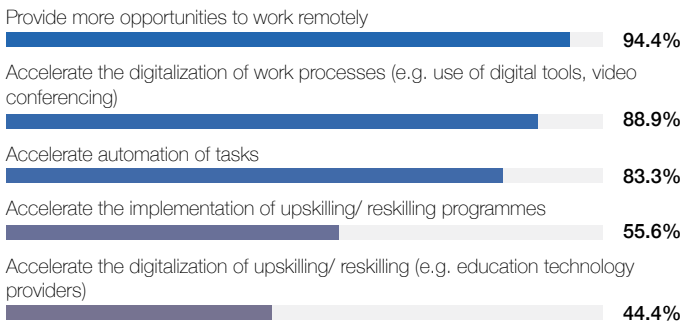 Provide more opportunities to work remotely
94.4%
Accelerate the digitalization of work processes (e.g. use of digital tools, video
conferencing)
88.9%
Accelerate automation of tasks
83.3%
Accelerate the implementation of upskilling/ reskilling programmes
55.6%
Accelerate the digitalization of upskilling/ reskilling (e.g. education technology
providers)
44.4%